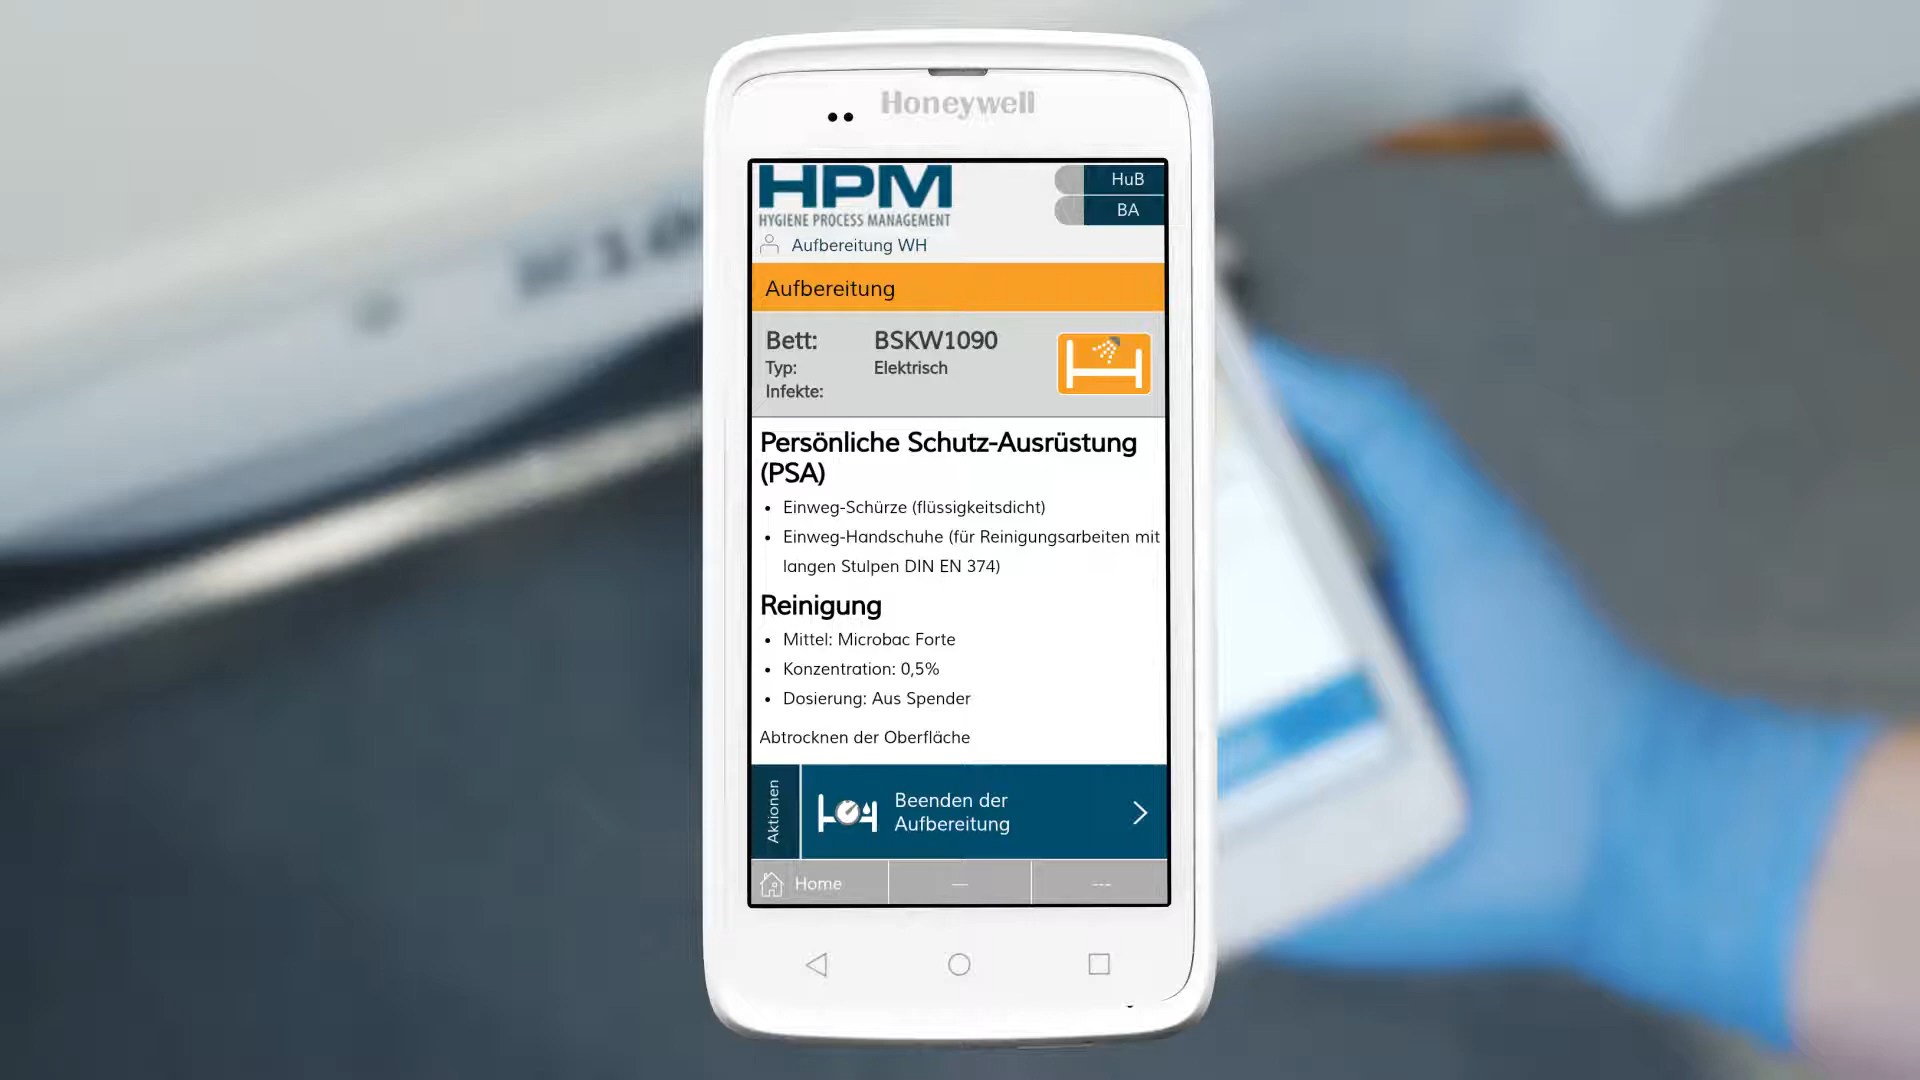 Honeywell
HPM
HYGIENE PROCESS MANAGEMENT
HuB
BA
Aufbereitung WH
Aufbereitung
Bett: BSKW1090
Typ: Elektrisch
Infekte:
Persönliche Schutz-Ausrüstung
(PSA)
• Einweg-Schürze (flüssigkeitsdicht)
• Einweg-Handschuhe (für Reinigungsarbeiten mit
langen Stulpen DIN EN 374)
Reinigung
• Mittel: Microbac Forte
• Konzentration: 0,5%
• Dosierung: Aus Spender
Abtrocknen der Oberfläche
Aktionen
Beenden der
Aufbereitung
Home
---
---